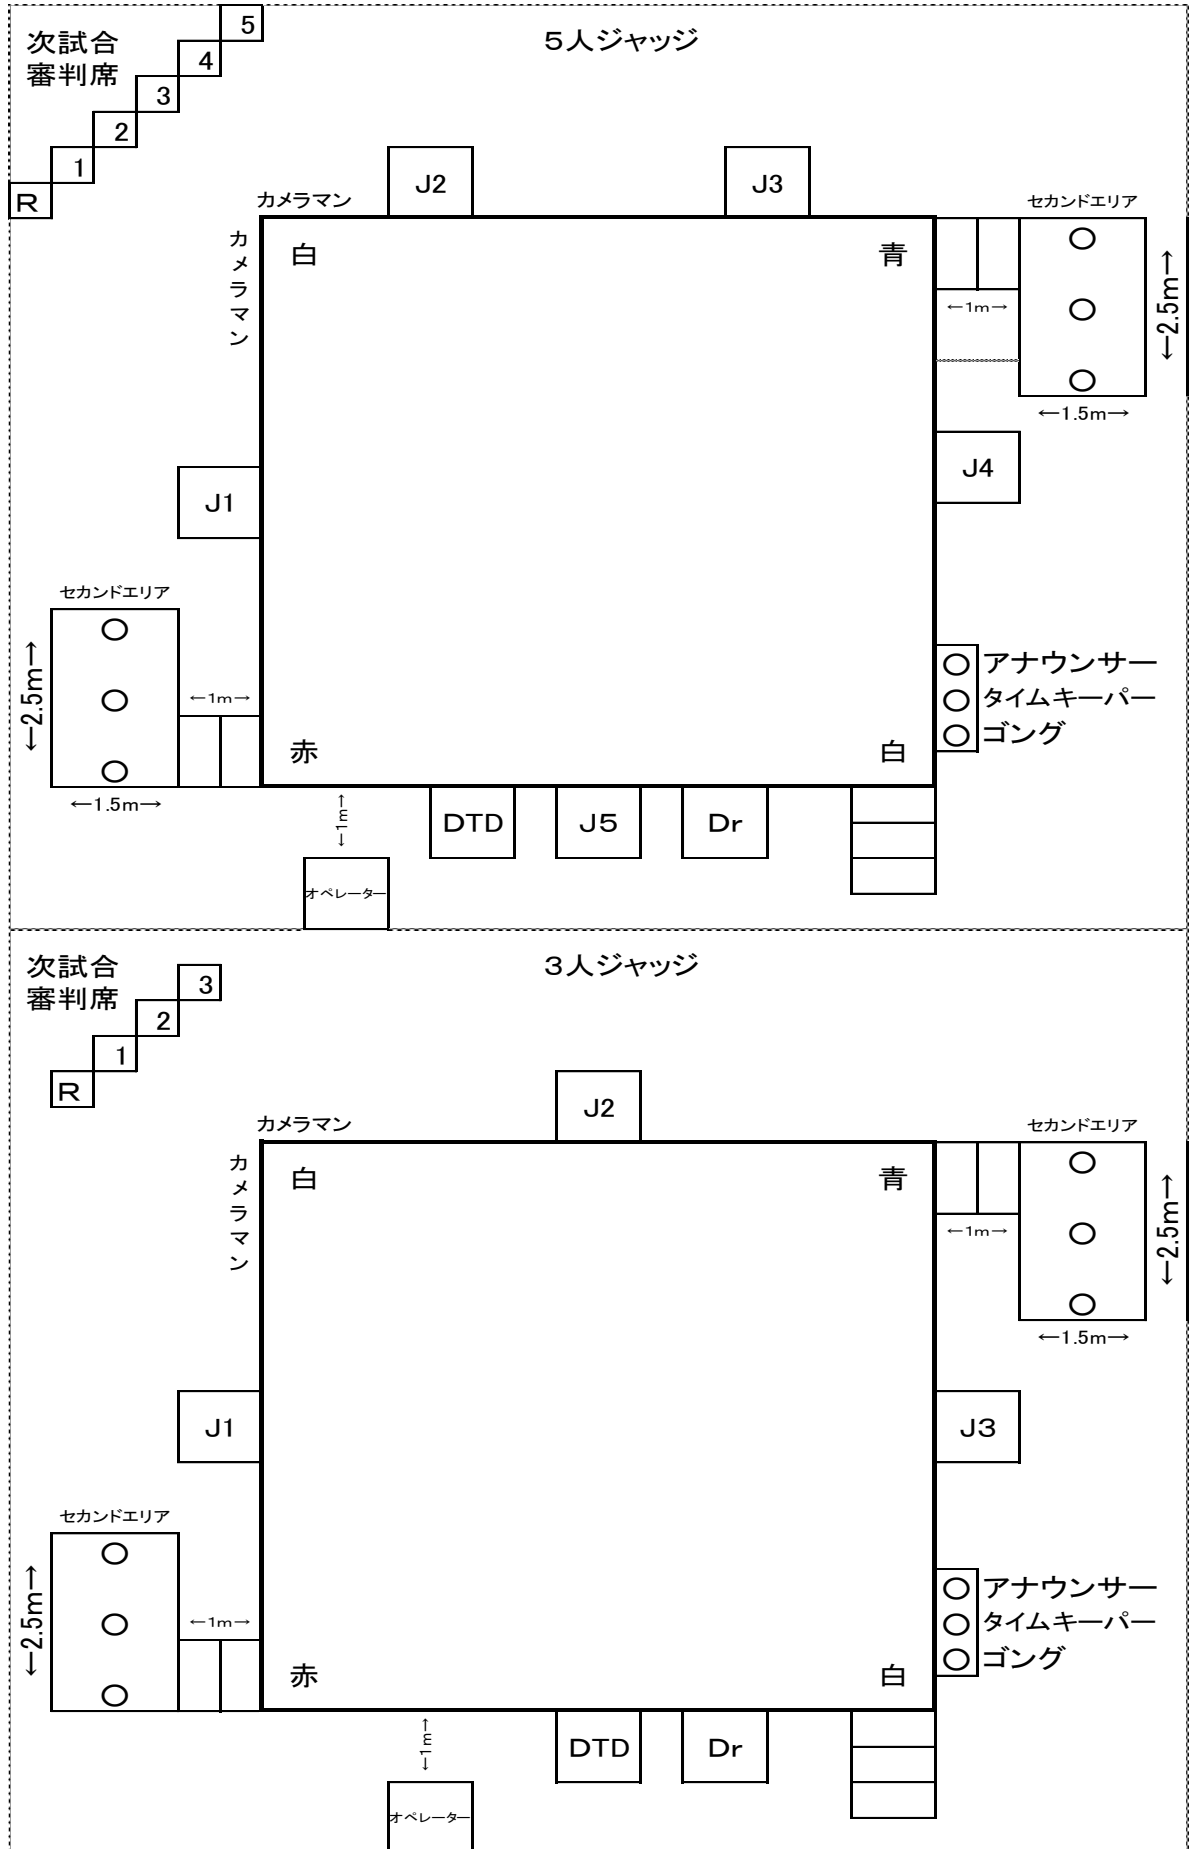 5
次試合
5人ジャッジ
審判席
4
3
2
1
R
J2
J3
カメラマン
セカンドエリア
カメラマン
白
青
←1m→
←2.5m→
←1.5m→
J4
J1
セカンドエリア
←2.5m→
←1m→
アナウンサー
タイムキーパー
ゴング
赤
白
←1.5m→
←1m→
DTD
J5
Dr
オペレーター
次試合
3人ジャッジ
審判席
3
2
1
R
J2
カメラマン
セカンドエリア
カメラマン
白
青
←1m→
←2.5m→
←1.5m→
J1
J3
セカンドエリア
←2.5m→
←1m→
アナウンサー
タイムキーパー
ゴング
赤
白
←1m→
DTD
Dr
オペレーター